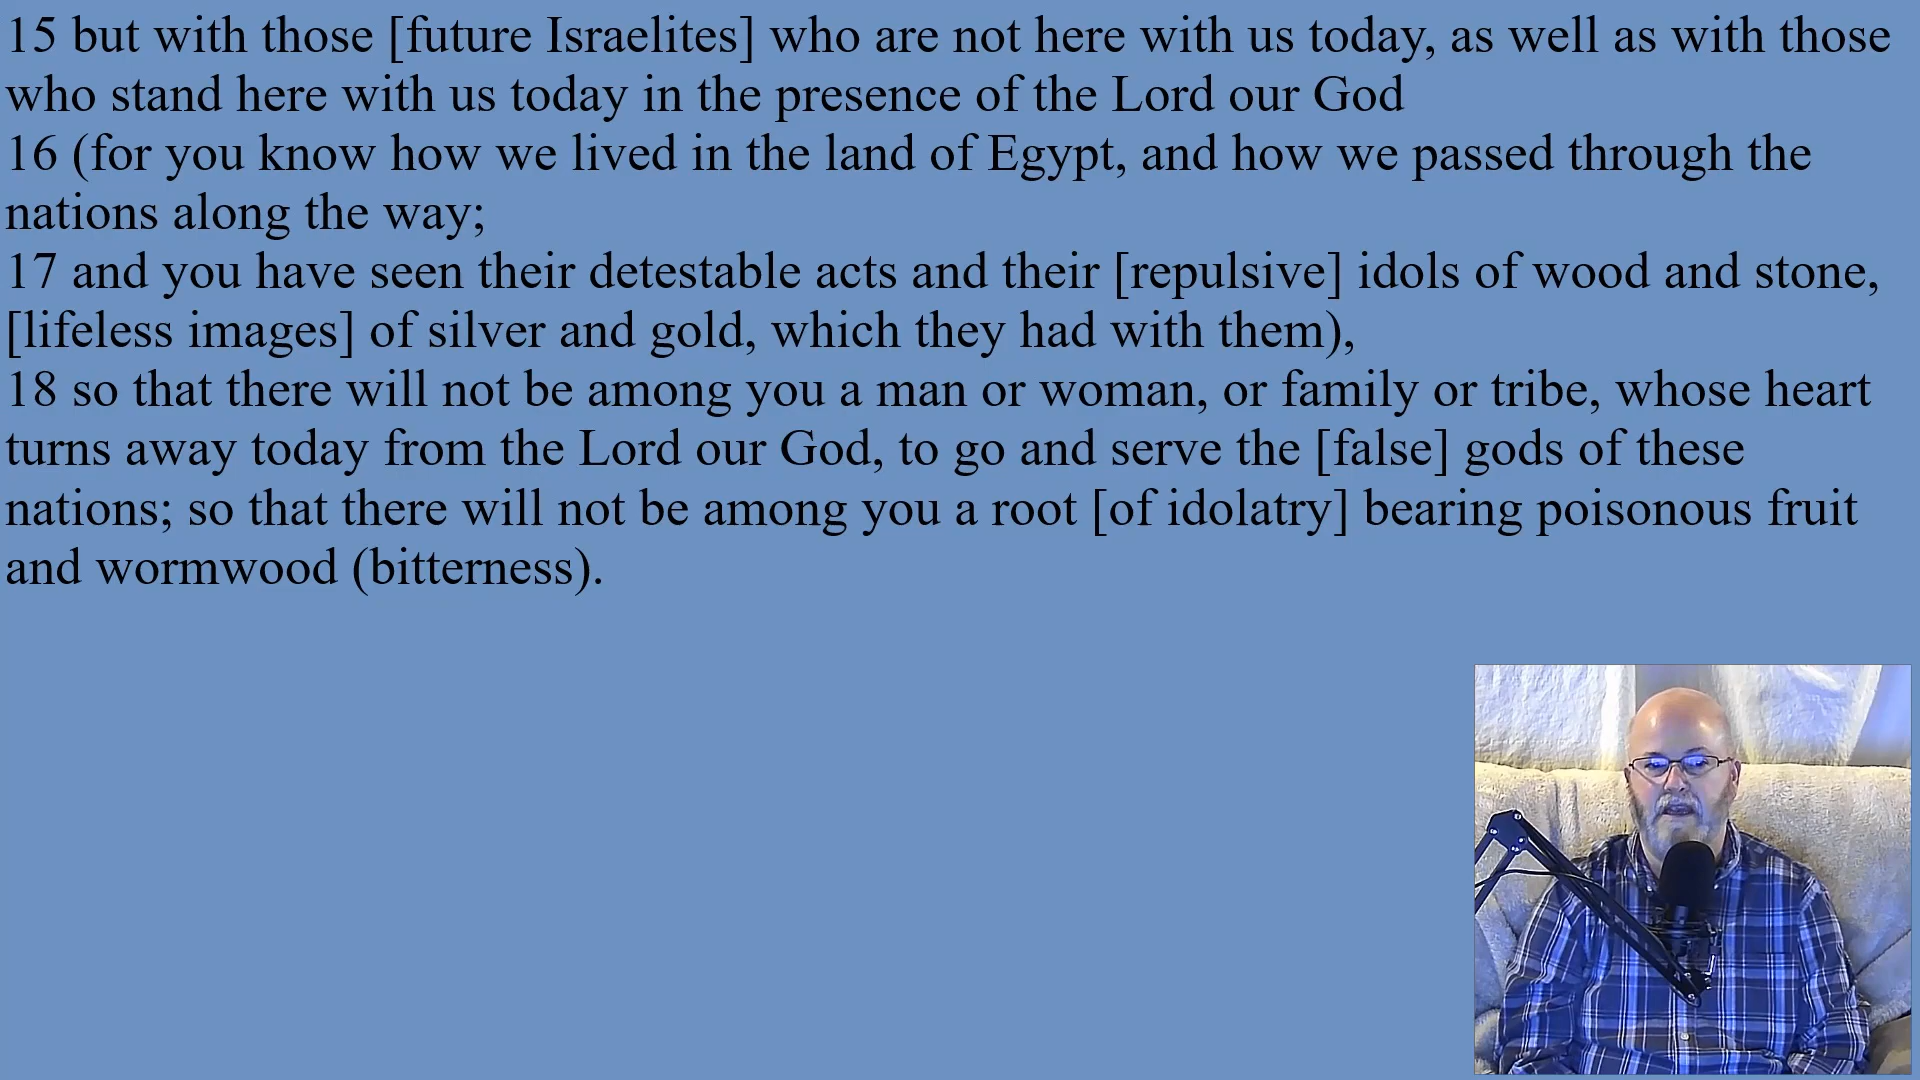 15 but with those [future Israelites] who are not here with us today, as well as with those
who stand here with us today in the presence of the Lord our God
16 (for you know how we lived in the land of Egypt, and how we passed through the
nations along the way;
17 and you have seen their detestable acts and their [repulsive] idols of wood and stone,
[lifeless images] of silver and gold, which they had with them),
18 so that there will not be among you a man or woman, or family or tribe, whose heart
turns away today from the Lord our God, to go and serve the [false] gods of these
nations; so that there will not be among you a root [of idolatry] bearing poisonous fruit
and wormwood (bitterness).